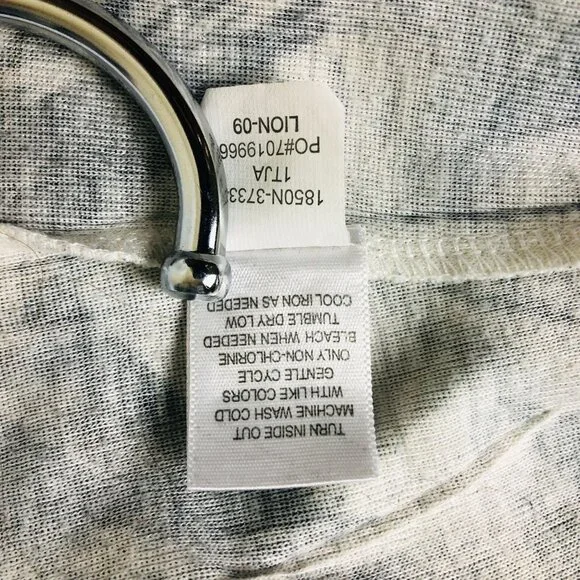 1850N-3733
1TJA
PO#7019966
LION-09
TURN INSIDE OUT
MACHINE WASH COLD
WITH LIKE COLORS
GENTLE CYCLE
ONLY NON-CHLORINE
BLEACH WHEN NEEDED
TUMBLE DRY LOW
COOL IRON AS NEEDED